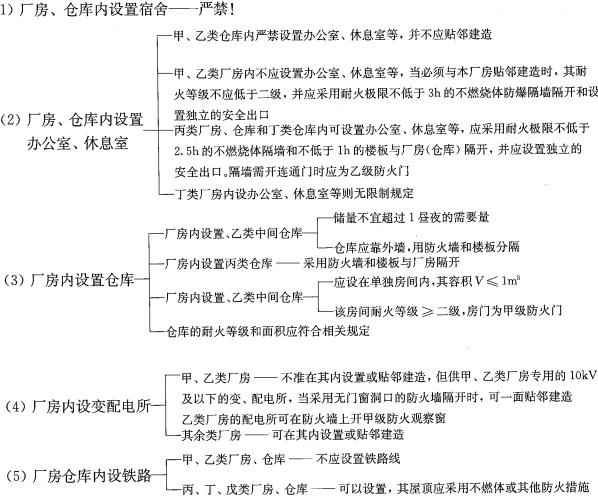 1）厂房、仓库内设置宿舍——严禁！
甲、乙类仓库内严禁设置办公室、休息室等，并不应贴邻建造
甲、乙类厂房内不应设置办公室、休息室等，当必须与本厂房贴邻建造时，其耐
火等级不应低于二级，并应采用耐火极限不低于3h的不燃烧体防爆隔墙隔开和设
置独立的安全出口
（2）厂房、仓库内设置
办公室、休息室
丙类厂房、仓库和丁类仓库内可设置办公室、休息室等，应采用耐火极限不低于
2.5h的不燃烧体隔墙和不低于1h的楼板与厂房（仓库）隔开，并应设置独立的
安全出口。隔墙需开连通门时应为乙级防火门
丁类厂房内设办公室、休息室等则无限制规定
（3）厂房内设置仓库
厂房内设置、乙类中间仓库
储量不宜超过1昼夜的需要量
仓库应靠外墙，用防火墙和楼板分隔
厂房内设置丙类仓库——采用防火墙和楼板与厂房隔开
厂房内设置、乙类中间仓库
应设在单独房间内，其容积V≤1m³
该房间耐火等级≥二级，房门为甲级防火门
仓库的耐火等级和面积应符合相关规定
（4）厂房内设变配电所
甲、乙类厂房——不准在其内设置或贴邻建造，但供甲、乙类厂房专用的10kV
及以下的变、配电所，当采用无门窗洞口的防火墙隔开时，可一面贴邻建造
乙类厂房的配电所可在防火墙上开甲级防火观察窗
其余类厂房——可在其内设置或贴邻建造
（5）厂房仓库内设铁路
甲、乙类厂房、仓库——不应设置铁路线
丙、丁、戊类厂房、仓库——可以设置，其屋顶应采用不燃体或其他防火措施